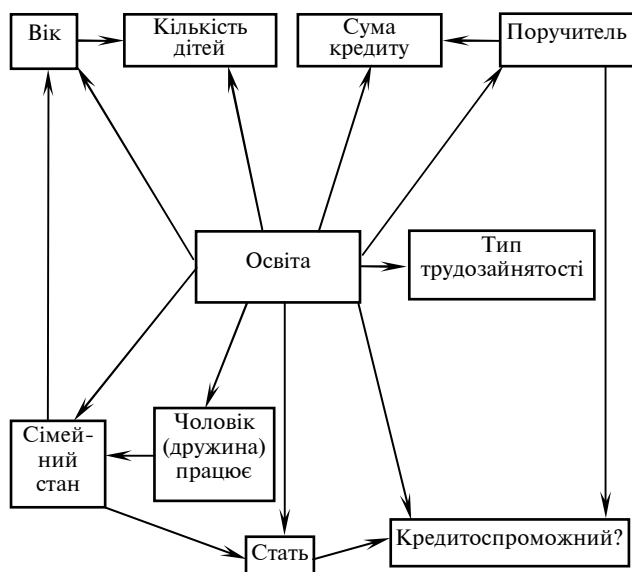 Вік
Кількість
дітей
Сума
кредиту
Поручитель
Освіта
Тип
трудозайнятості
Сімей-
ний
стан
Чоловік
(дружина)
працює
Стать
Кредитоспроможний?